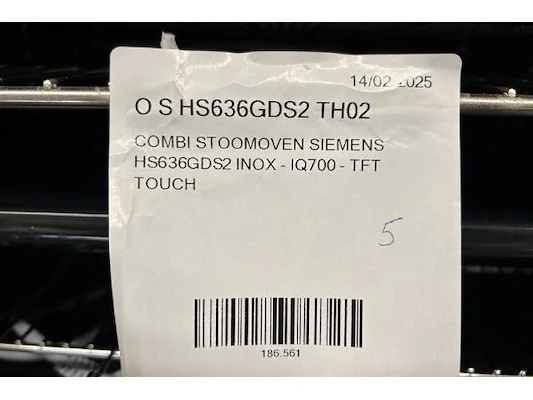 14/02/2025
O S HS636GDS2 TH02
COMBI STOOMOVEN SIEMENS
HS636GDS2 INOX - IQ700 - TFT
TOUCH
5
186.561